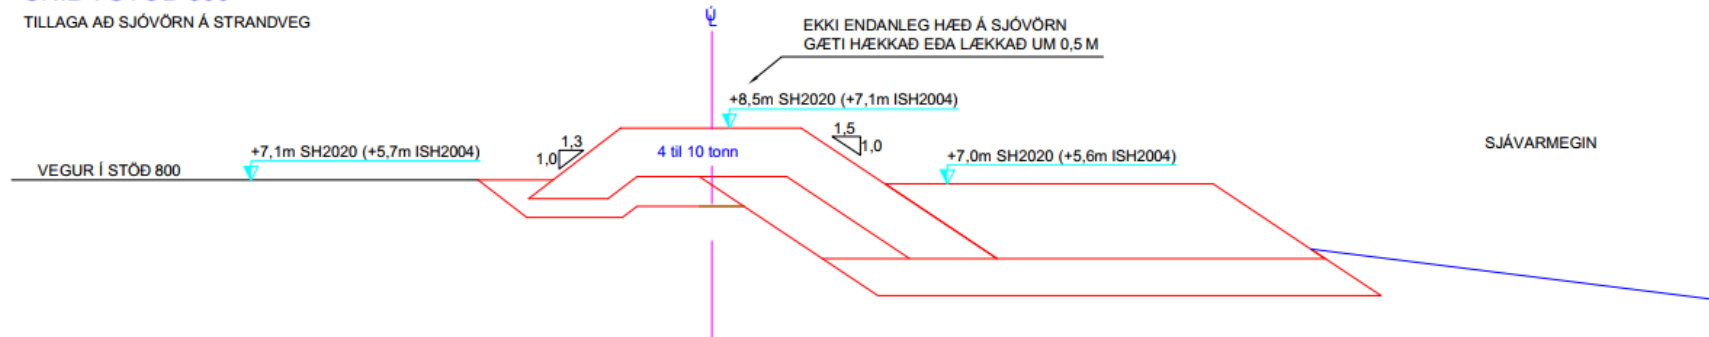 TILLAGA AÐ SJÓVÖRN Á STRANDVEG
EKKI ENDANLEG HÆÐ Á SJÓVÖRN
GÆTI HÆKKAÐ EÐA LÆKKAÐ UM 0,5 M
+8,5m SH2020 (+7,1m ISH2004)
1,3
1,0
1,5
1,0
SJÁVARMEGIN
+7,1m SH2020 (+5,7m ISH2004)
4 til 10 tonn
+7,0m SH2020 (+5,6m ISH2004)
VEGUR Í STÖÐ 800